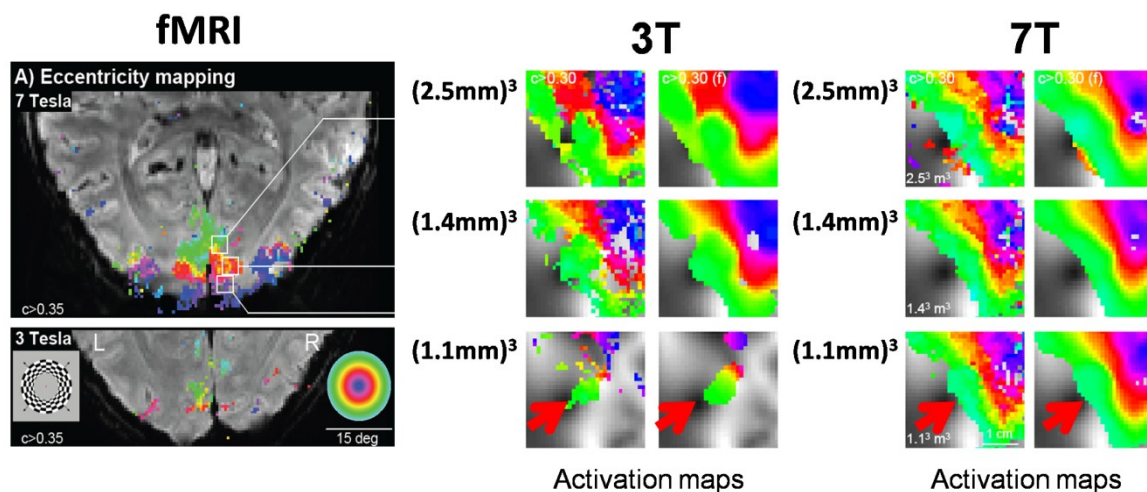 fMRI
3T
7T
A) Eccentricity mapping
7 Tesla
c>0.35
3 Tesla
L
R
15 deg
c>0.35
(2.5mm)³
c>0.30
c>0.30 (f)
(1.4mm)³
(1.1mm)³
Activation maps
(2.5mm)³
c>0.30
c>0.30 (f)
2.5³ m³
(1.4mm)³
1.4³ m³
(1.1mm)³
1.1³ m³
1 cm
Activation maps